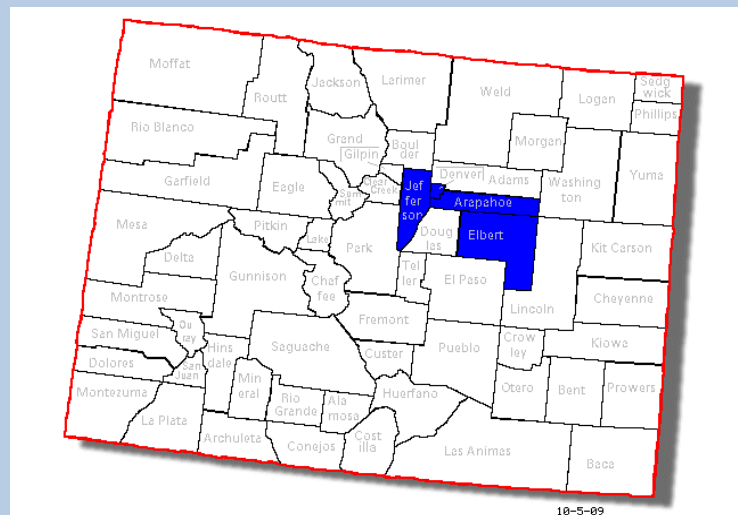 Moffat
Routt
Jackson
Larimer
Weld
Logan
Sedg
wick
Phillips
Rio Blanco
Grand
Boul
der
Morgan
Gilpin
Denver
Adams
Washing
ton
Yuma
Garfield
Eagle
Sum
mit
Clear
Creek
Jef
fer
son
Arapahoe
Mesa
Pitkin
Lake
Park
Doug
las
Elbert
Kit Carson
Delta
Gunnison
Chaf
fee
Tel
ler
El Paso
Lincoln
Cheyenne
Montrose
Fremont
San Miguel
Ou
ray
Hins
dale
Saguache
Custer
Pueblo
Crow
ley
Kiowa
Dolores
San
Juan
Min
eral
Rio
Grande
Ala
mosa
Huerfano
Otero
Bent
Prowers
Montezuma
La Plata
Archuleta
Conejos
Cost
illa
Las Animas
Baca
10-5-09